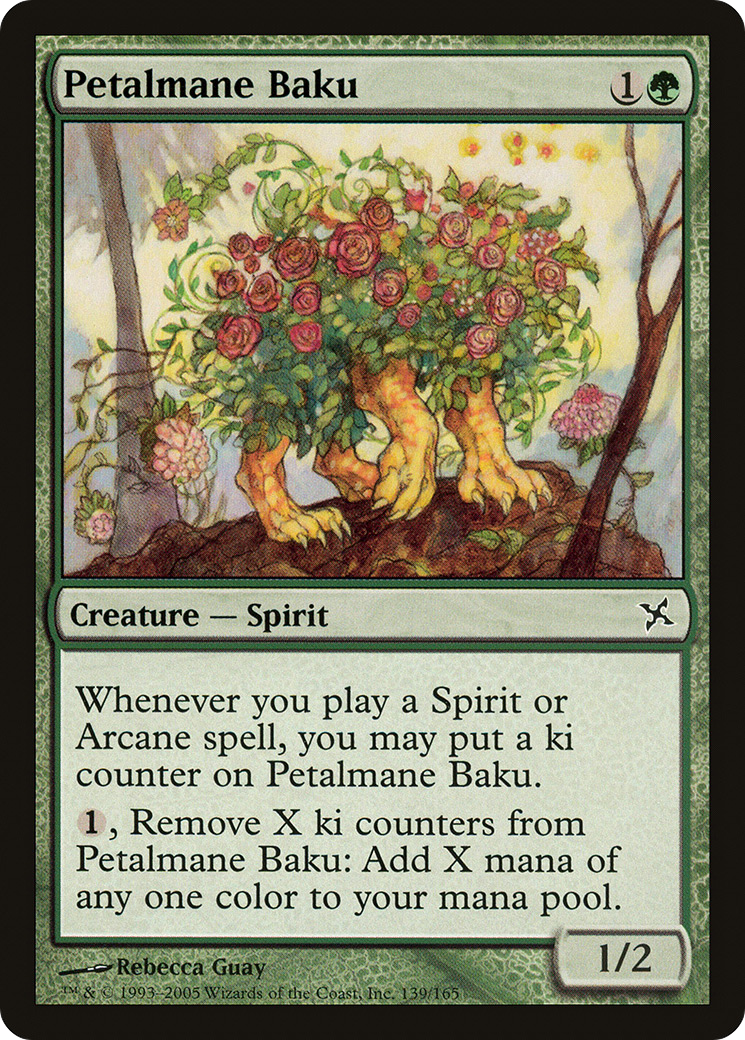 Petalmane Baku 1
Creature — Spirit
Whenever you play a Spirit or
Arcane spell, you may put a ki
counter on Petalmane Baku.
1, Remove X ki counters from
Petalmane Baku: Add X mana of
any one color to your mana pool.
1/2
Rebecca Guay
™ & © 1993–2005 Wizards of the Coast, Inc. 139/165